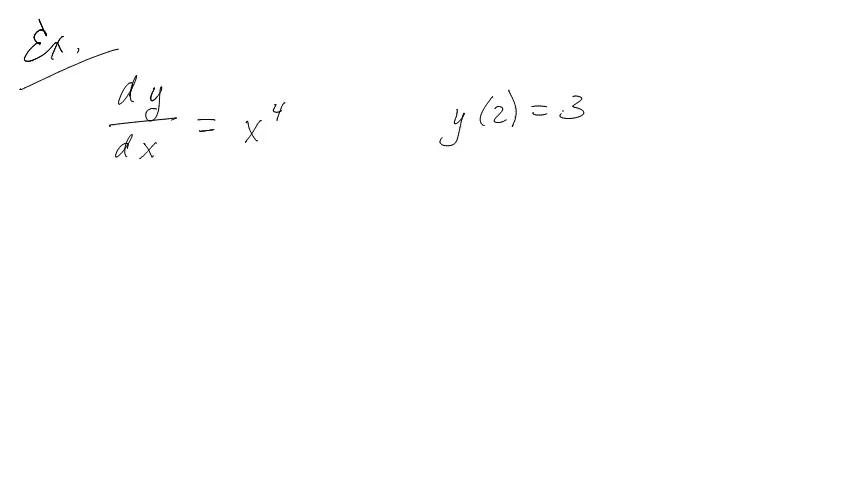 Ex.
dy/dx = x^4    y(2) = 3